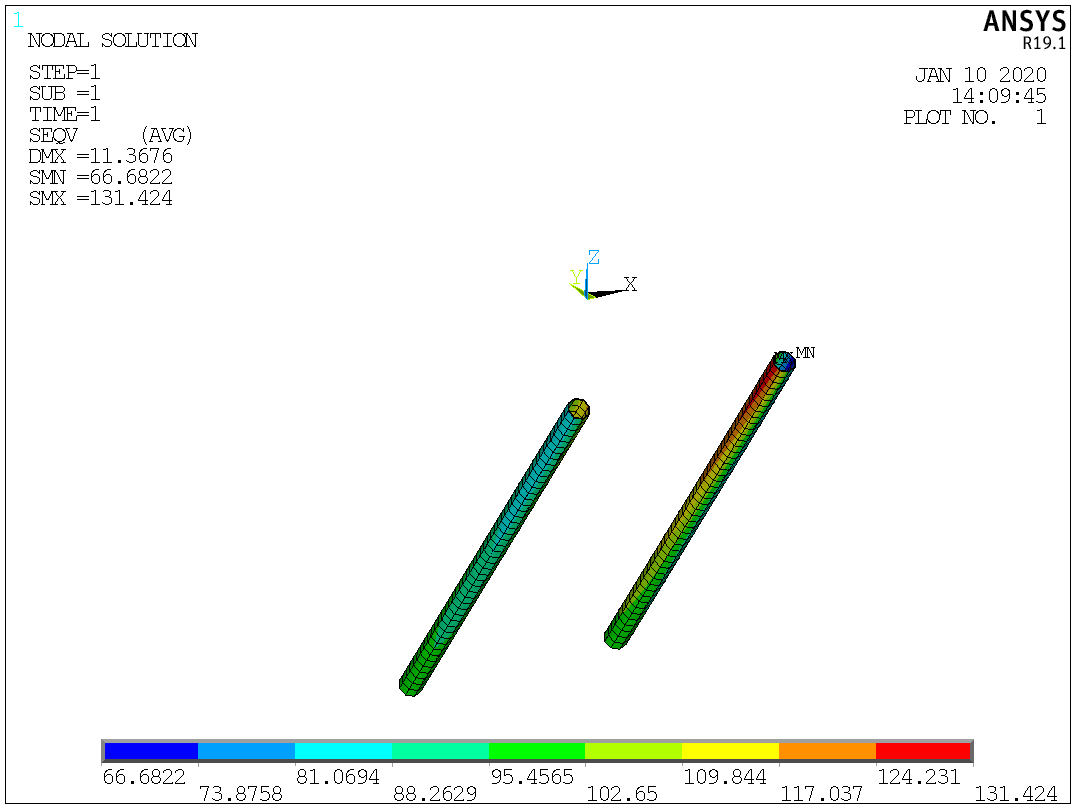 1
ANSYS
R19.1
NODAL SOLUTION
STEP=1
SUB =1
TIME=1
SEQV (AVG)
DMX =11.3676
SMN =66.6822
SMX =131.424
JAN 10 2020
14:09:45
PLOT NO. 1
Z
Y
X
MN
66.6822
73.8758
81.0694
88.2629
95.4565
102.65
109.844
117.037
124.231
131.424